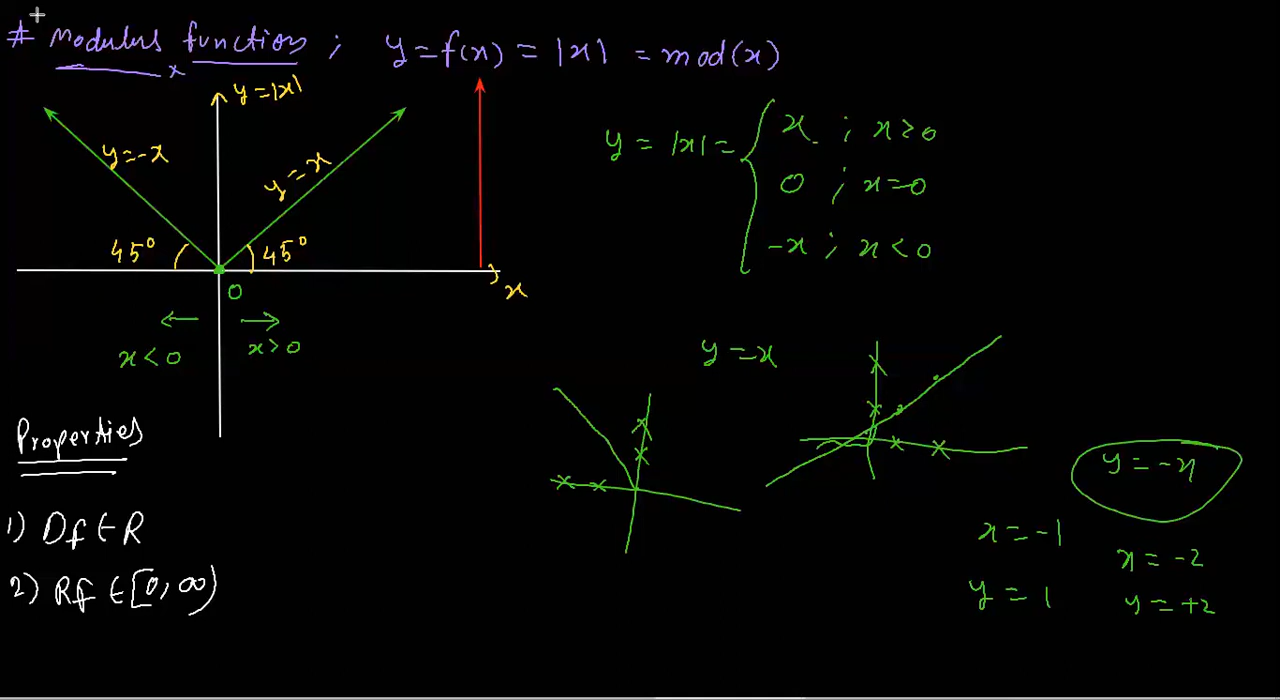 # Modulus function ; y = f(x) = |x| = mod(x)
y = |x|
y = -x
y = x
45°
45°
0
x
x < 0
x > 0
y = |x| = { x ; x > 0
0 ; x = 0
-x ; x < 0
y = x
Properties
1) Df ∈ R
2) Rf ∈ [0, ∞)
y = -x
x = -1
y = 1
x = -2
y = +2